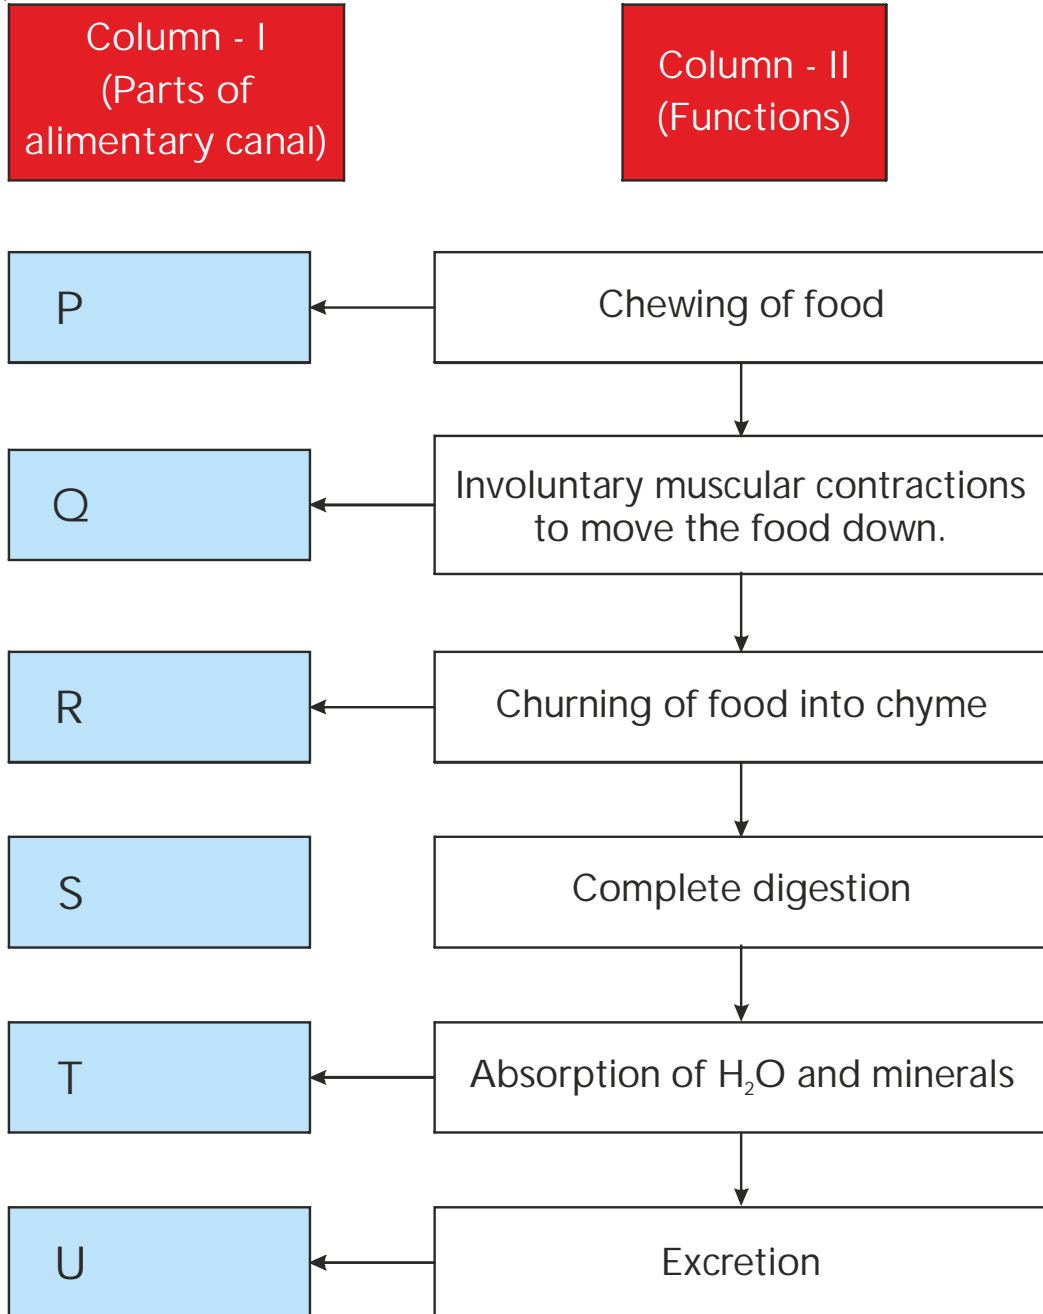 Column - I
(Parts of
alimentary canal)
Column - II
(Functions)
P
Chewing of food
Q
Involuntary muscular contractions
to move the food down.
R
Churning of food into chyme
S
Complete digestion
T
Absorption of H₂O and minerals
U
Excretion